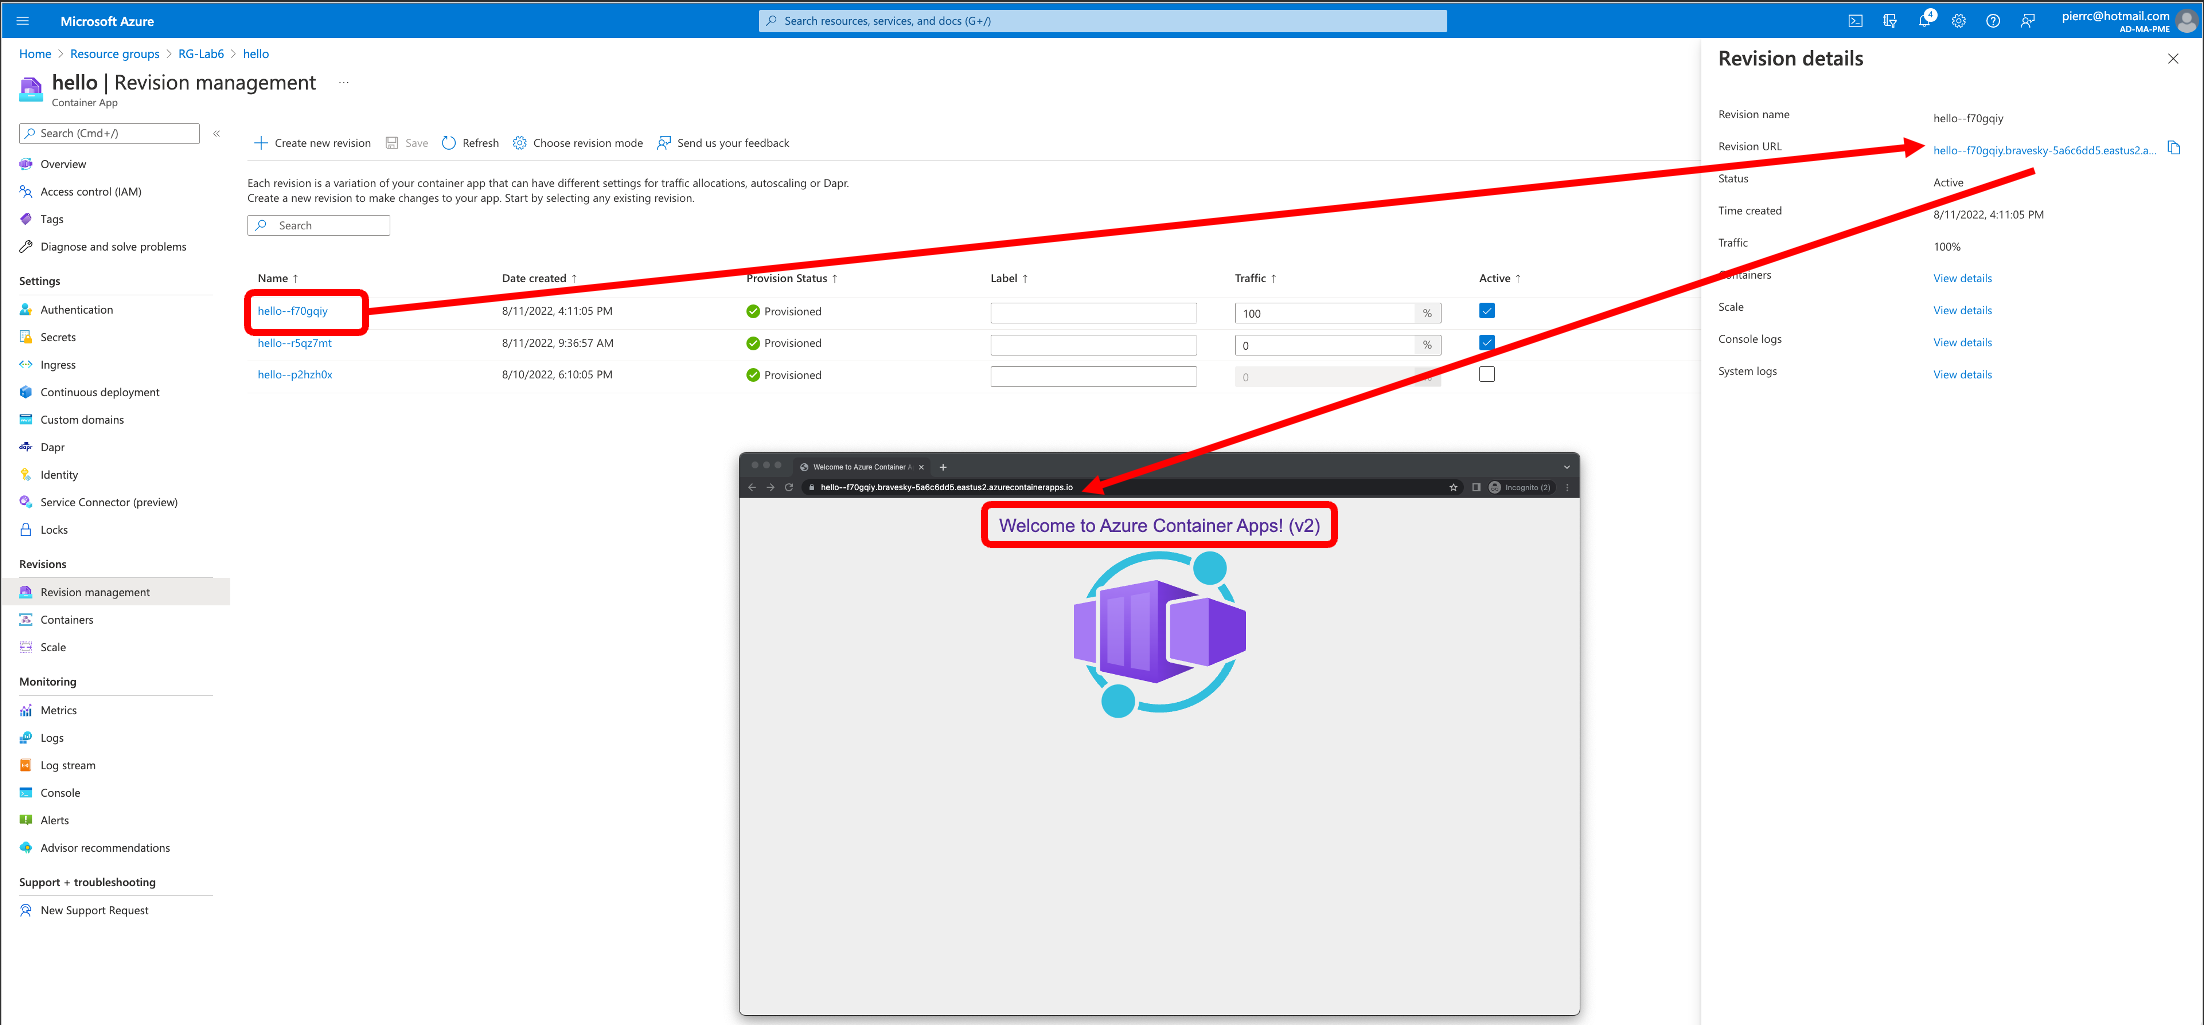 Microsoft Azure
Search resources, services, and docs (G+/)
4
pierrc@hotmail.com
AD-MA-PME
Home > Resource groups > RG-Lab6 > hello
hello | Revision management ...
Container App
Search (Cmd+/)
«
Overview
Access control (IAM)
Tags
Diagnose and solve problems
Settings
Authentication
Secrets
Ingress
Continuous deployment
Custom domains
Dapr
Identity
Service Connector (preview)
Locks
Revisions
Revision management
Containers
Scale
Monitoring
Metrics
Logs
Log stream
Console
Alerts
Advisor recommendations
Support + troubleshooting
New Support Request
Create new revision Save Refresh Choose revision mode Send us your feedback
Each revision is a variation of your container app that can have different settings for traffic allocations, autoscaling or Dapr.
Create a new revision to make changes to your app. Start by selecting any existing revision.
Search
Name ↑ Date created ↑ Provision Status ↑ Label ↑ Traffic ↑ Active ↑
hello--f70gqiy 8/11/2022, 4:11:05 PM Provisioned 100 %
hello--r5qz7mt 8/11/2022, 9:36:57 AM Provisioned 0 %
hello--p2hzh0x 8/10/2022, 6:10:05 PM Provisioned 0
Welcome to Azure Container
hello--f70gqiy.bravesky-5a6c6dd5.eastus2.azurecontainerapps.io
Incognito (2)
Welcome to Azure Container Apps! (v2)
Revision details
Revision name hello--f70gqiy
Revision URL hello--f70gqiy.bravesky-5a6c6dd5.eastus2.a...
Status Active
Time created 8/11/2022, 4:11:05 PM
Traffic 100%
Containers View details
Scale View details
Console logs View details
System logs View details